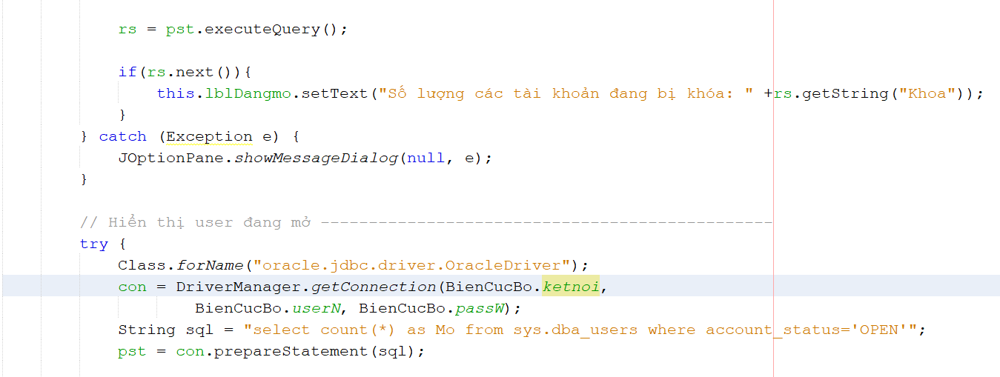 rs = pst.executeQuery();
if(rs.next()){
this.lblDangmo.setText("Số lượng các tài khoản đang bị khóa: " +rs.getString("Khoa"));
}
} catch (Exception e) {
JOptionPane.showMessageDialog(null, e);
}
// Hiển thị user đang mở -----------------------------------------------
try {
Class.forName("oracle.jdbc.driver.OracleDriver");
con = DriverManager.getConnection(BienCucBo.ketnoi,
BienCucBo.userN, BienCucBo.passW);
String sql = "select count(*) as Mo from sys.dba_users where account_status='OPEN'";
pst = con.prepareStatement(sql);